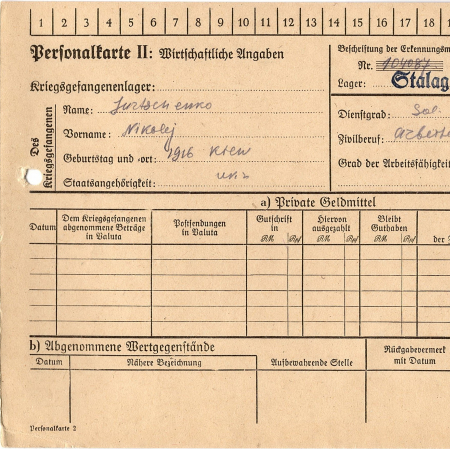 1 2 3 4 5 6 7 8 9 10 11 12 13 14 15 16 17 18
Personalkarte II: Wirtschaftliche Angaben
Beschriftung der Erkennungsm
Nr. 104087
Kriegsgefangenenlager:
Lager: Stalag
Des Kriegsgefangenen
Name: Jurtschenko
Dienstgrad: Sol.
Vorname: Nikolej
Zivilberuf: Arbeite
Geburtstag und -ort: 1916 Kiew
Grad der Arbeitsfähigkeit
Staatsangehörigkeit:
a) Private Geldmittel
Datum
Dem Kriegsgefangenen abgenommene Beträge in Valuta
Postsendungen in Valuta
Gutschrift in
Hiervon ausgezahlt
Bleibt Guthaben
RM Rpf RM Rpf RM Rpf
der
b) Abgenommene Wertgegenstände
Datum
Nähere Bezeichnung
Aufbewahrende Stelle
Rückgabevermerk mit Datum
Personalkarte 2